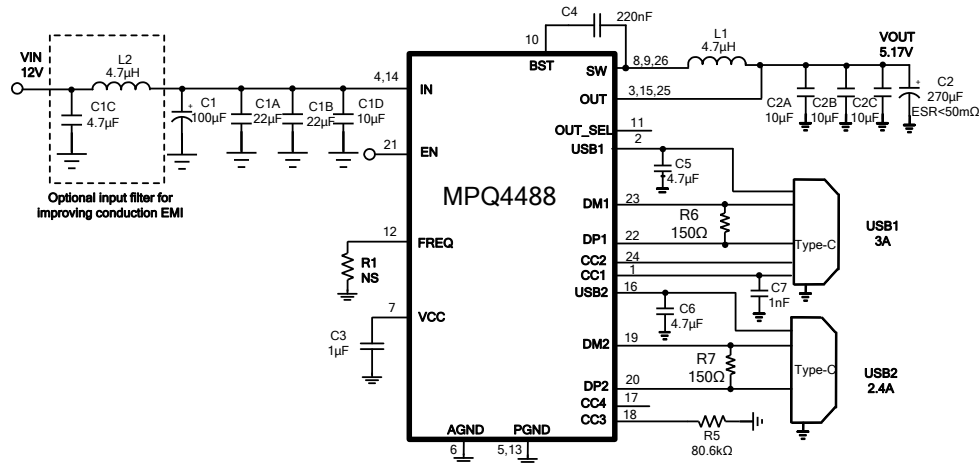 C4
220nF
10
BST
L1
4.7µH
VOUT
5.17V
SW
8,9,26
OUT
3,15,25
C2A
10µF
C2B
10µF
C2C
10µF
C2
270µF
ESR<50mΩ
VIN
12V
L2
4.7µH
C1C
4.7µF
+
C1
100µF
C1A
22µF
C1B
22µF
C1D
10µF
4,14
IN
21
EN
Optional input filter for
improving conduction EMI
MPQ4488
OUT_SEL
11
USB1
2
C5
4.7µF
DM1
23
R6
150Ω
DP1
22
CC2
24
CC1
1
C7
1nF
Type-C
USB1
3A
12
FREQ
R1
NS
7
VCC
C3
1µF
USB2
16
C6
4.7µF
DM2
19
R7
150Ω
DP2
20
CC4
17
CC3
18
R5
80.6kΩ
Type-C
USB2
2.4A
AGND
6
PGND
5,13
+